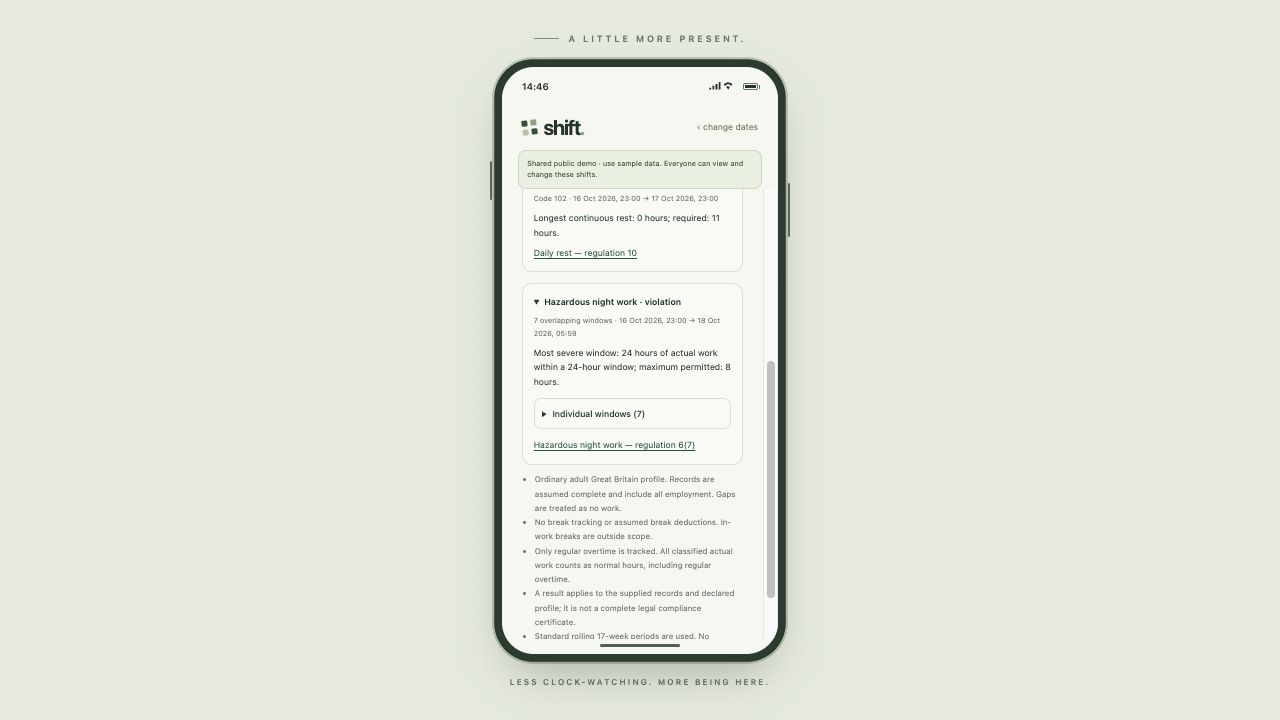 A LITTLE MORE PRESENT.
14:46
shift.
‹ change dates
Shared public demo · use sample data. Everyone can view and
change these shifts.
Code 102 · 16 Oct 2026, 23:00 → 17 Oct 2026, 23:00
Longest continuous rest: 0 hours; required: 11
hours.
Daily rest — regulation 10
▼ Hazardous night work · violation
7 overlapping windows · 16 Oct 2026, 23:00 → 18 Oct
2026, 05:59
Most severe window: 24 hours of actual work
within a 24-hour window; maximum permitted: 8
hours.
▶ Individual windows (7)
Hazardous night work — regulation 6(7)
• Ordinary adult Great Britain profile. Records are
assumed complete and include all employment. Gaps
are treated as no work.
• No break tracking or assumed break deductions. In-
work breaks are outside scope.
• Only regular overtime is tracked. All classified actual
work counts as normal hours, including regular
overtime.
• A result applies to the supplied records and declared
profile; it is not a complete legal compliance
certificate.
• Standard rolling 17-week periods are used. No
LESS CLOCK-WATCHING. MORE BEING HERE.